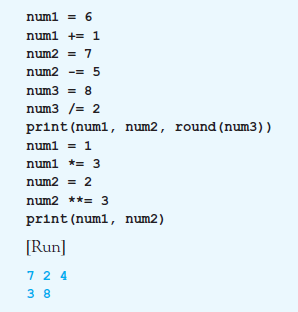 num1 = 6
num1 += 1
num2 = 7
num2 -= 5
num3 = 8
num3 /= 2
print(num1, num2, round(num3))
num1 = 1
num1 *= 3
num2 = 2
num2 **= 3
print(num1, num2)
[Run]
7 2 4
3 8